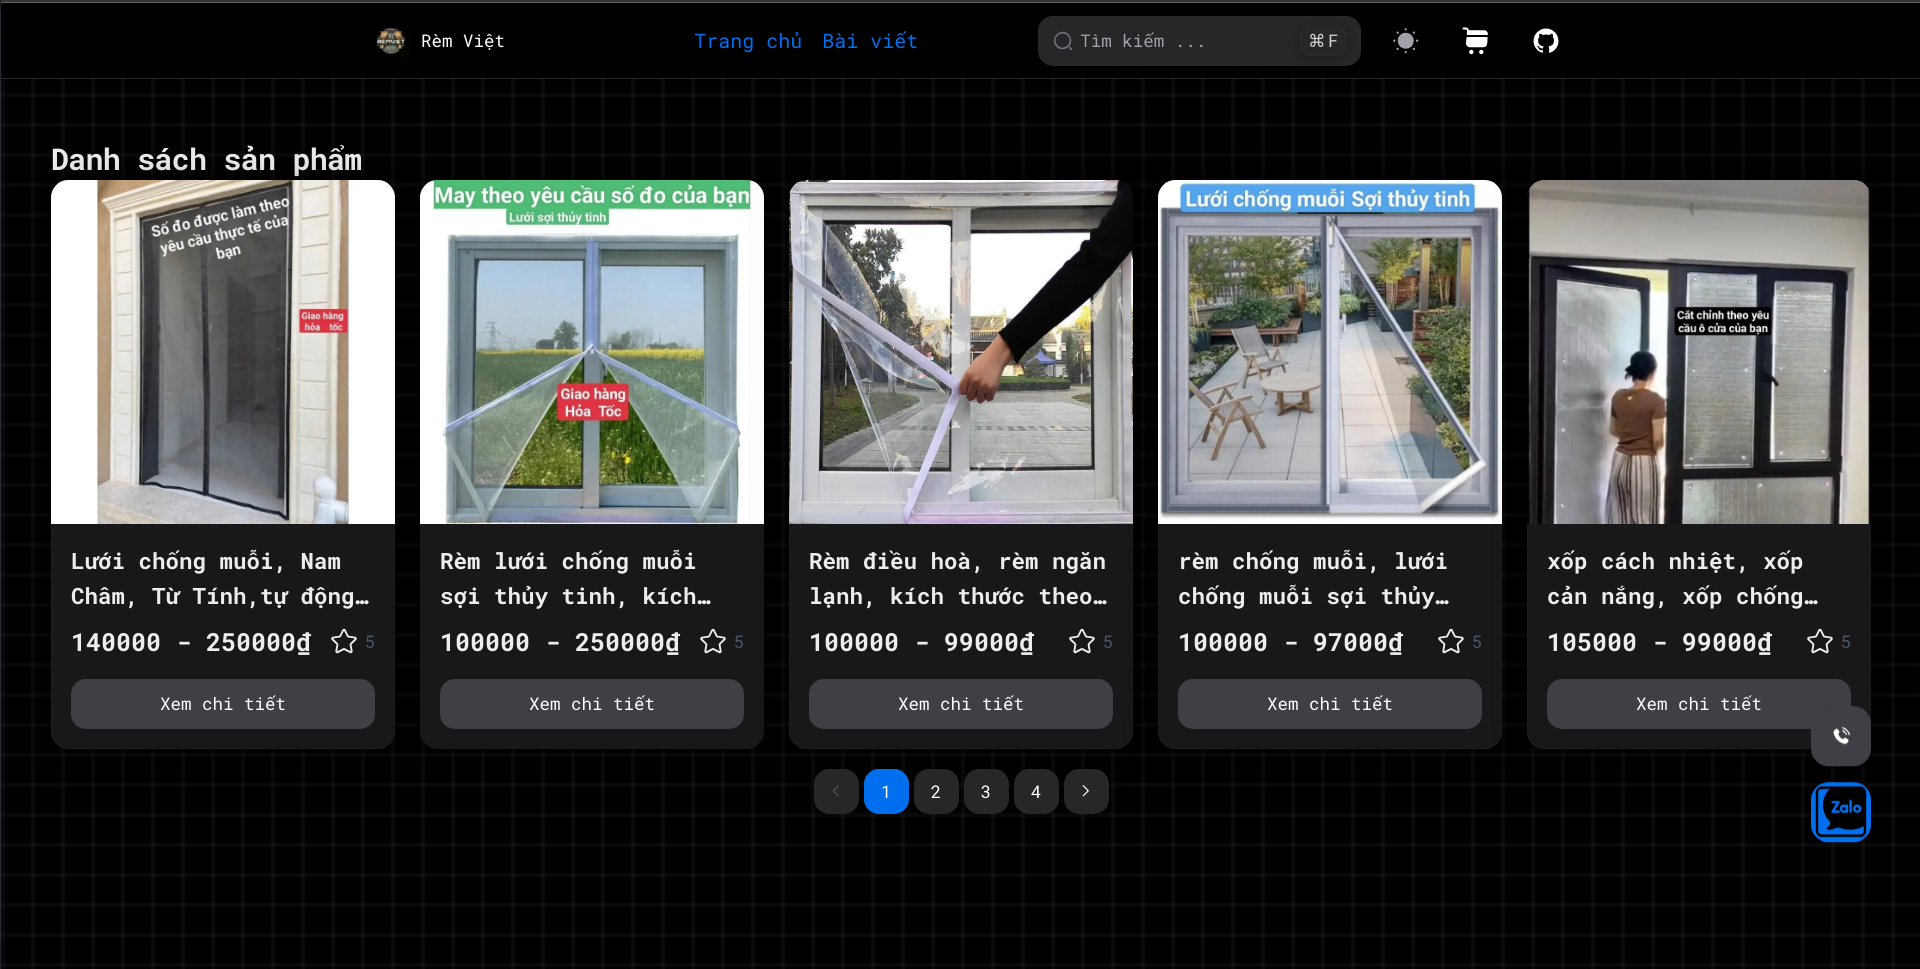 Rèm Việt
Trang chủ Bài viết
Tìm kiếm ... ⌘F
Danh sách sản phẩm
Số đo được làm theo
yêu cầu thực tế của
bạn
Giao hàng
hỏa tốc
Lưới chống muỗi, Nam
Châm, Từ Tính,tự động…
140000 - 250000₫ 5
Xem chi tiết
May theo yêu cầu số đo của bạn
Lưới sợi thủy tinh
Giao hàng
Hỏa Tốc
Rèm lưới chống muỗi
sợi thủy tinh, kích…
100000 - 250000₫ 5
Xem chi tiết
Rèm điều hoà, rèm ngăn
lạnh, kích thước theo…
100000 - 99000₫ 5
Xem chi tiết
Lưới chống muỗi Sợi thủy tinh
rèm chống muỗi, lưới
chống muỗi sợi thủy…
100000 - 97000₫ 5
Xem chi tiết
Cắt chỉnh theo yêu
cầu ô cửa của bạn
xốp cách nhiệt, xốp
cản nắng, xốp chống…
105000 - 99000₫ 5
Xem chi tiết
1 2 3 4
Zalo